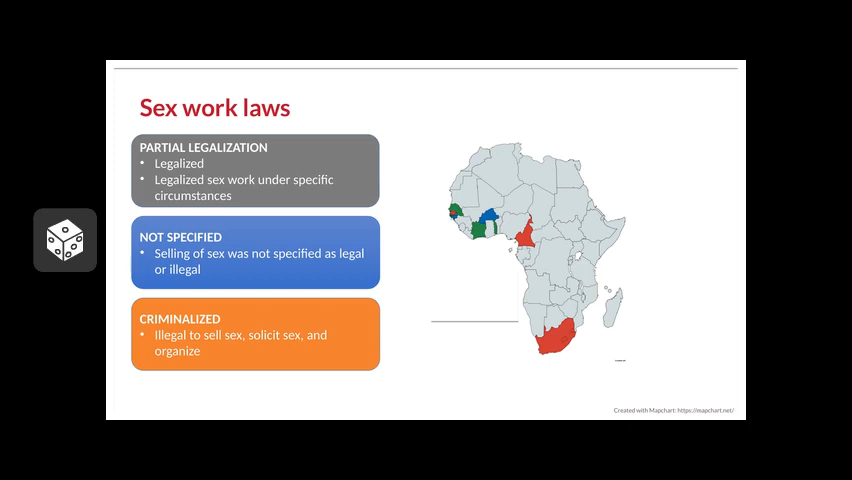 Sex work laws
PARTIAL LEGALIZATION
• Legalized
• Legalized sex work under specific
circumstances
NOT SPECIFIED
• Selling of sex was not specified as legal
or illegal
CRIMINALIZED
• Illegal to sell sex, solicit sex, and
organize
Created with Mapchart: https://mapchart.net/